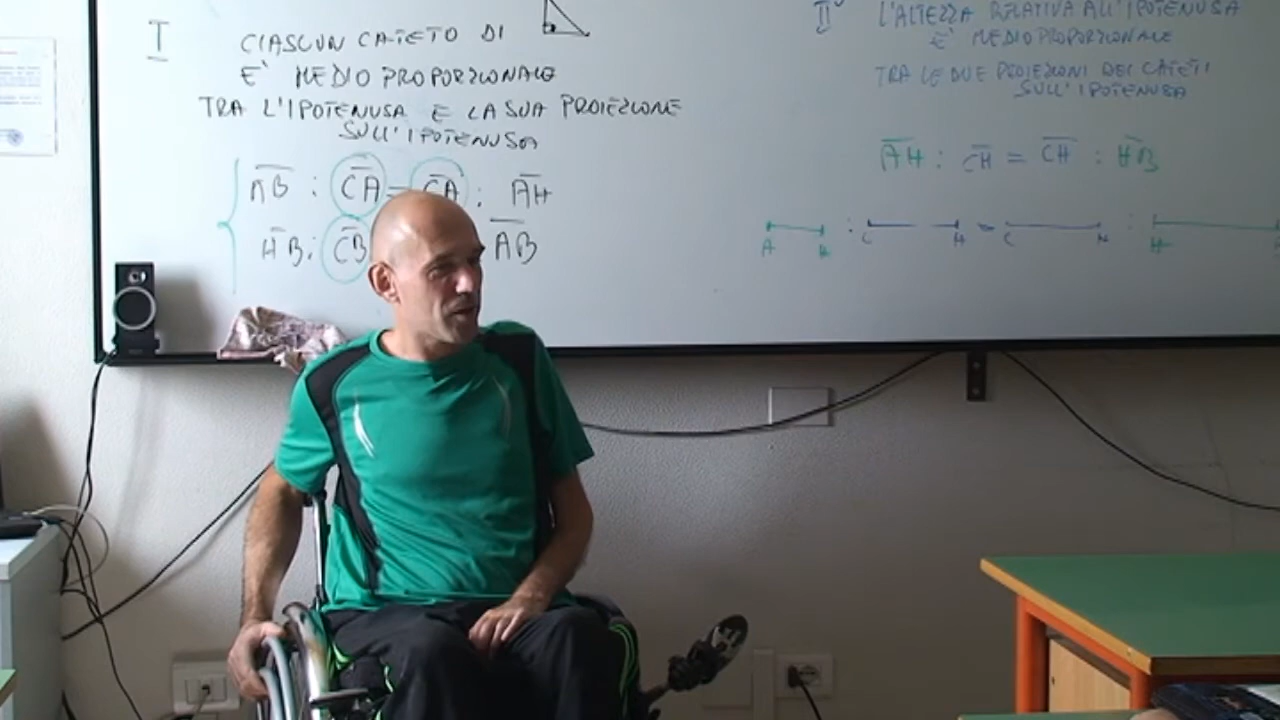 I
CIASCUN CATETO DI
E' MEDIO PROPORZIONALE
TRA L'IPOTENUSA E LA SUA PROIEZIONE
SULL'IPOTENUSA
AB : CA = CA : AH
HB : CB AB
II
L'ALTEZZA RELATIVA ALL'IPOTENUSA
E' MEDIO PROPORZIONALE
TRA LE DUE PROIEZIONI DEI CATETI
SULL'IPOTENUSA
AH : CH = CH : HB
: = :
A H C H C H H